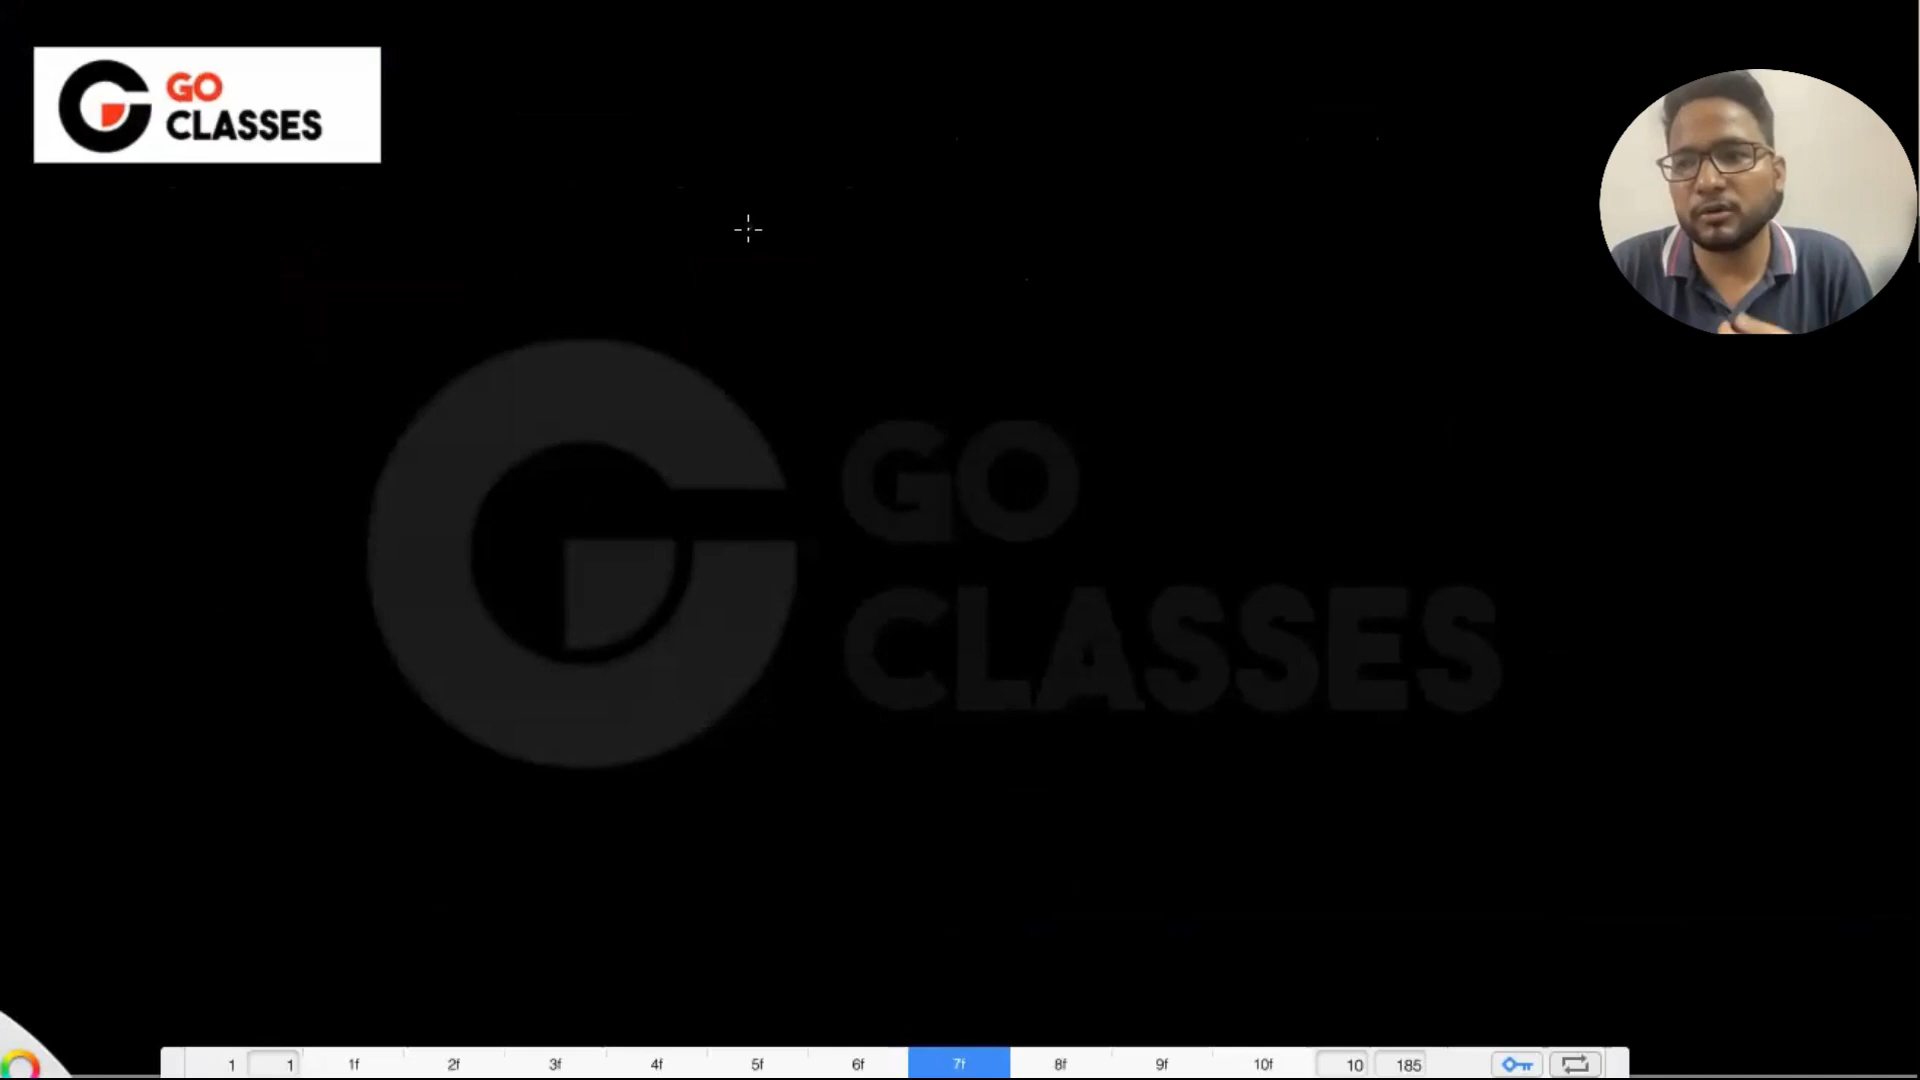 GO
CLASSES
GO
CLASSES
1 1 1f 2f 3f 4f 5f 6f 7f 8f 9f 10f 10 185